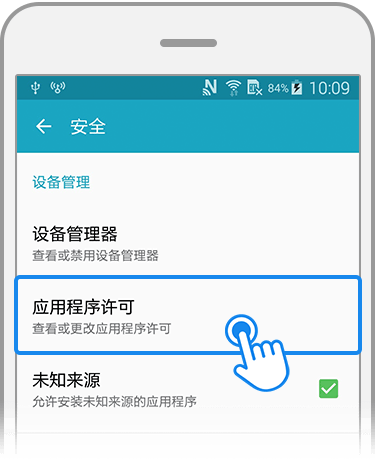 84% 10:09
安全
设备管理
设备管理器
查看或禁用设备管理器
应用程序许可
查看或更改应用程序许可
未知来源
允许安装未知来源的应用程序